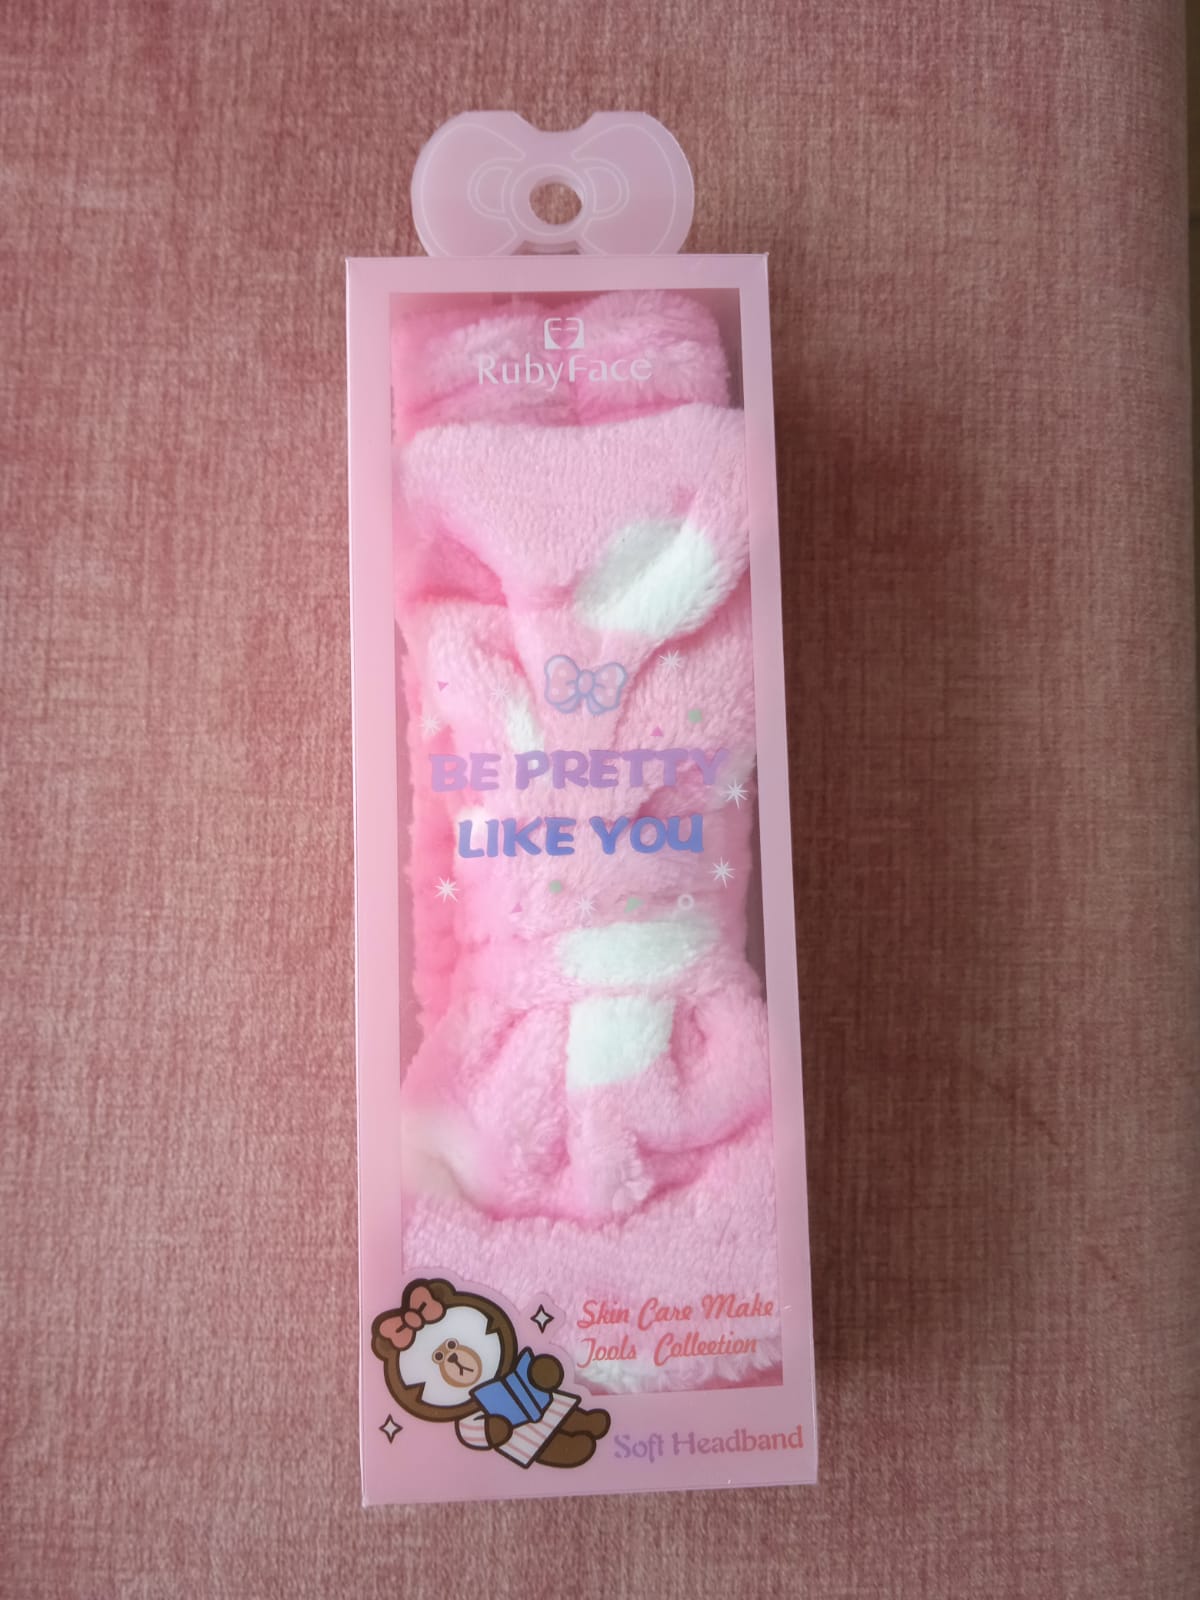 RubyFace
BE PRETTY
LIKE YOU
Skin Care Make
Tools Collection
Soft Headband